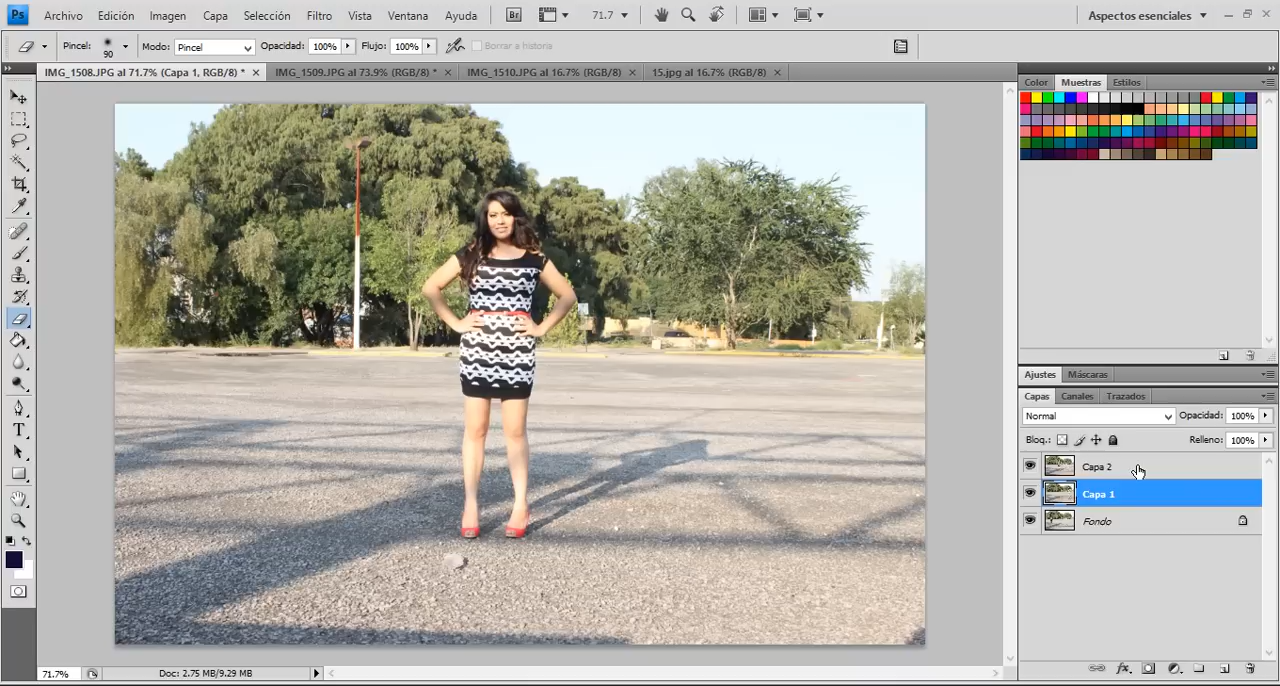 Ps Archivo Edición Imagen Capa Selección Filtro Vista Ventana Ayuda Br 71.7 Aspectos esenciales
Pincel: 90 Modo: Pincel Opacidad: 100% Flujo: 100% Borrar a historia
IMG_1508.JPG al 71.7% (Capa 1, RGB/8) * IMG_1509.JPG al 73.9% (RGB/8) * IMG_1510.JPG al 16.7% (RGB/8) 15.jpg al 16.7% (RGB/8)
Color Muestras Estilos
Ajustes Máscaras
Capas Canales Trazados
Normal Opacidad: 100%
Bloq.: Relleno: 100%
Capa 2
Capa 1
Fondo
T
fx
71.7% Doc: 2.75 MB/9.29 MB